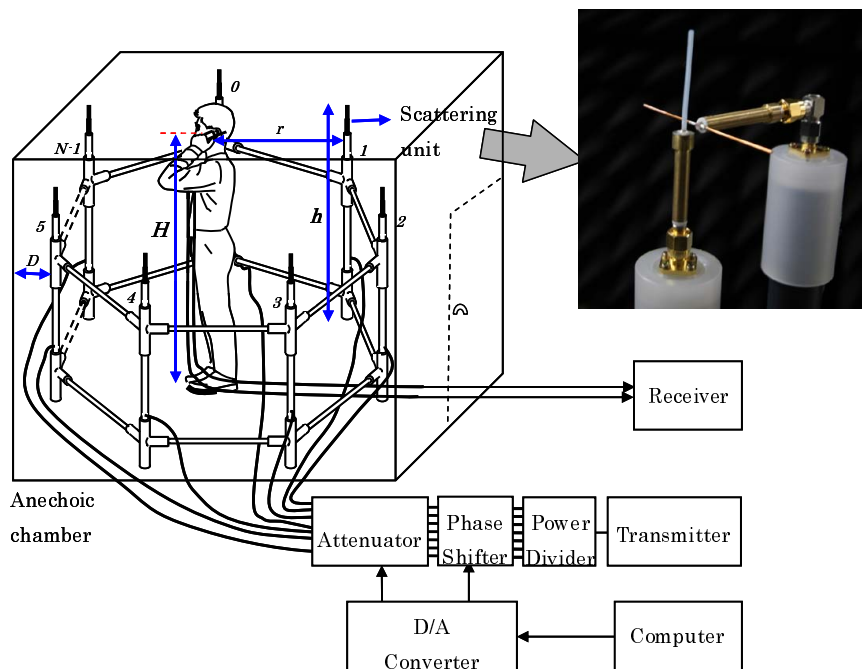 0
Scattering
unit
r
N-1
1
5
H
h
2
D
4
3
Receiver
Anechoic
chamber
Attenuator
Phase
Shifter
Power
Divider
Transmitter
D/A
Converter
Computer